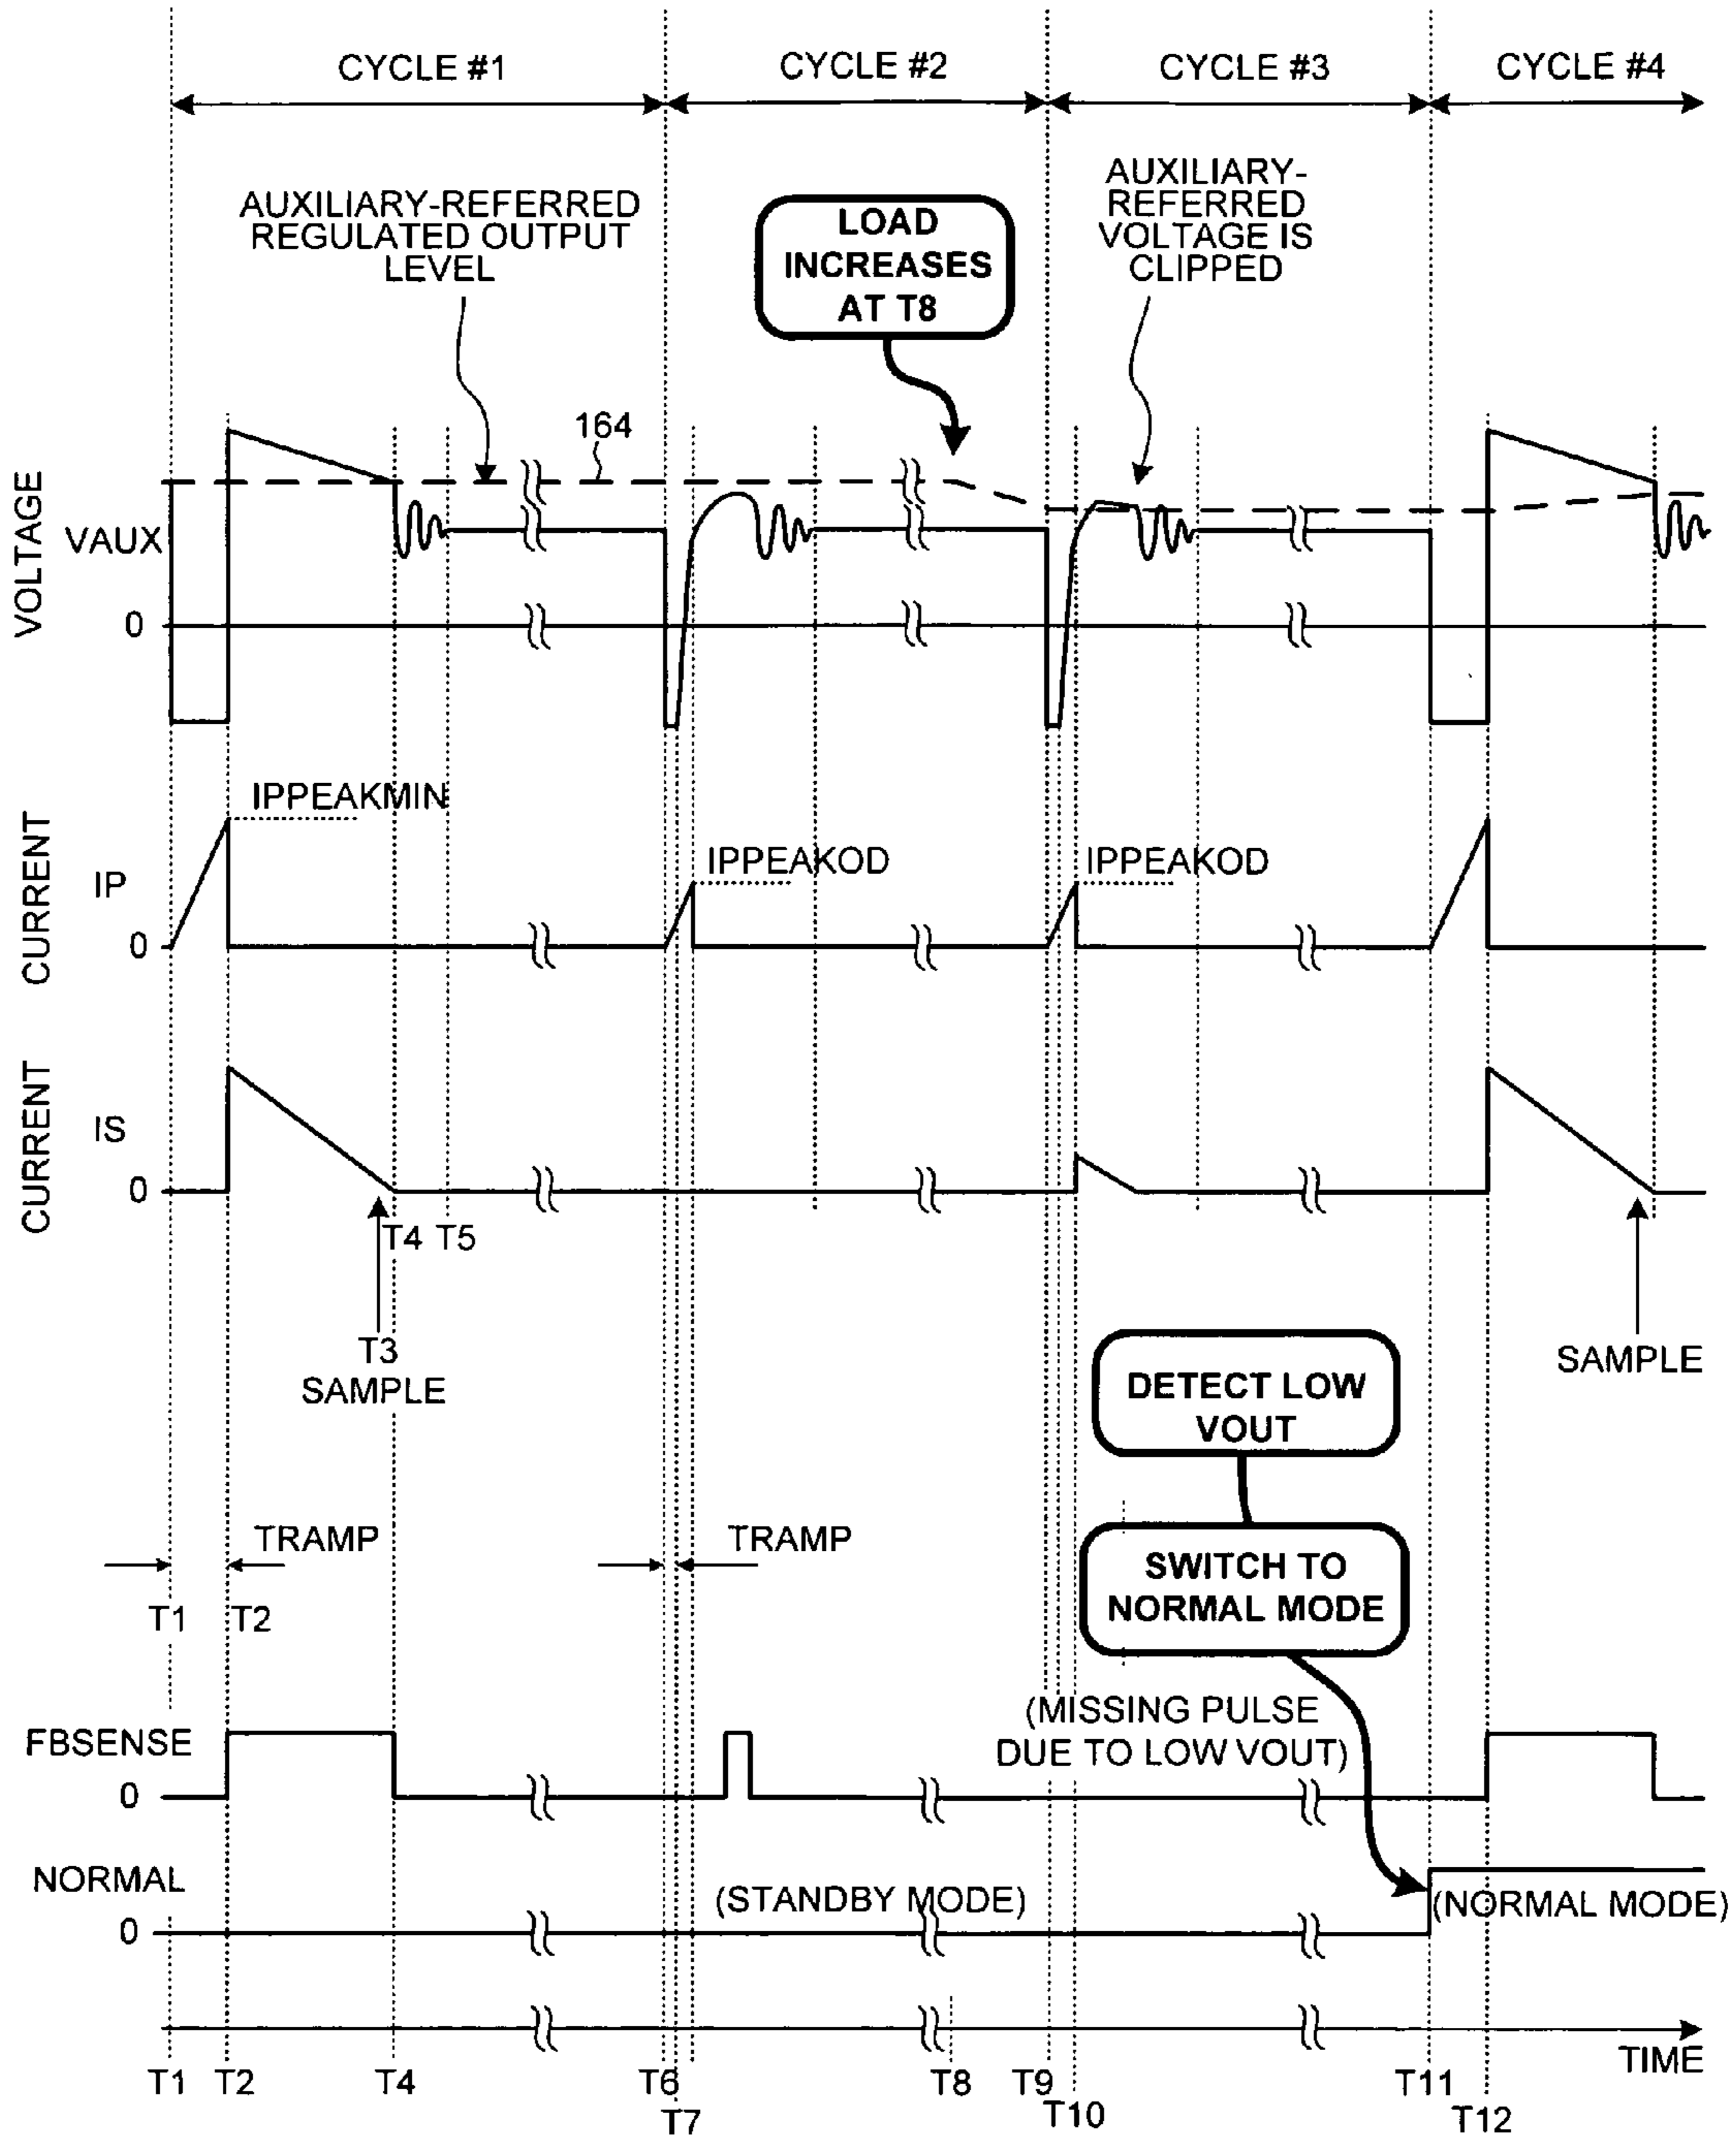 CYCLE #1
CYCLE #2
CYCLE #3
CYCLE #4
AUXILIARY-REFERRED
REGULATED OUTPUT
LEVEL
LOAD
INCREASES
AT T8
AUXILIARY-
REFERRED
VOLTAGE IS
CLIPPED
164
VOLTAGE
VAUX
0
IPPEAKMIN
IPPEAKOD
IPPEAKOD
CURRENT
IP
0
CURRENT
IS
0
T4
T5
T3
SAMPLE
SAMPLE
DETECT LOW
VOUT
TRAMP
TRAMP
SWITCH TO
NORMAL MODE
T1
T2
(MISSING PULSE
DUE TO LOW VOUT)
FBSENSE
0
NORMAL
(STANDBY MODE)
(NORMAL MODE)
0
TIME
T1
T2
T4
T6
T7
T8
T9
T10
T11
T12